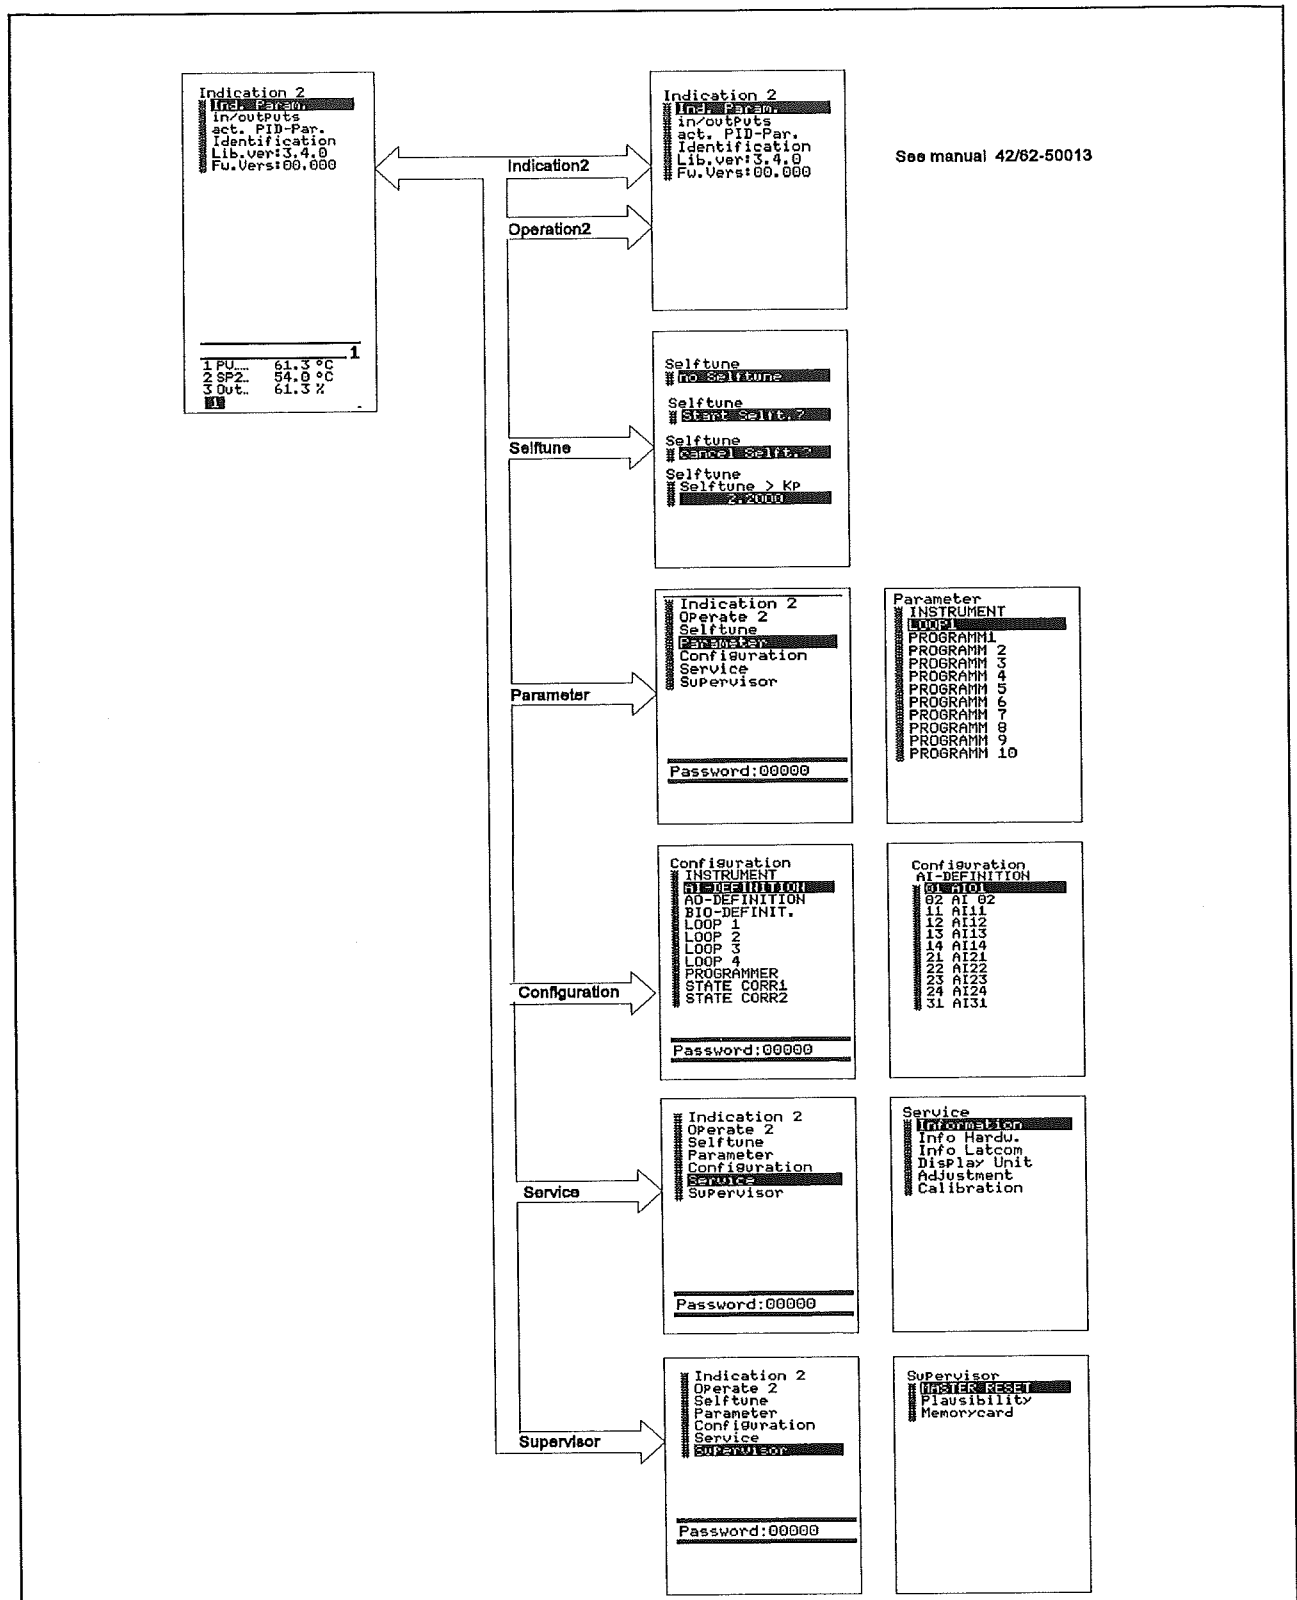 Indication 2
Ind. Param.
in/outputs
act. PID-Par.
Identification
Lib.ver:3.4.0
Fw.Vers:00.000
1
1 PV....
61.3 °C
2 SP2..
54.0 °C
3 Out..
61.3 %
1
Indication2
Operation2
Selftune
Parameter
Configuration
Service
Supervisor
Indication 2
Ind. Param.
in/outputs
act. PID-Par.
Identification
Lib.ver:3.4.0
Fw.Vers:00.000
See manual 42/62-50013
Selftune
no Selftune
Selftune
Start Selft.?
Selftune
cancel Selft.?
Selftune
Selftune > Kp
2.2000
Indication 2
Operate 2
Selftune
Parameter
Configuration
Service
Supervisor
Password:00000
Parameter
INSTRUMENT
LOOP1
PROGRAMM1
PROGRAMM 2
PROGRAMM 3
PROGRAMM 4
PROGRAMM 5
PROGRAMM 6
PROGRAMM 7
PROGRAMM 8
PROGRAMM 9
PROGRAMM 10
Configuration
INSTRUMENT
AI-DEFINITION
AO-DEFINITION
BIO-DEFINIT.
LOOP 1
LOOP 2
LOOP 3
LOOP 4
PROGRAMMER
STATE CORR1
STATE CORR2
Password:00000
Configuration
AI-DEFINITION
01 AI01
02 AI 02
11 AI11
12 AI12
13 AI13
14 AI14
21 AI21
22 AI22
23 AI23
24 AI24
31 AI31
Indication 2
Operate 2
Selftune
Parameter
Configuration
Service
Supervisor
Password:00000
Service
Information
Info Hardw.
Info Latcom
Display Unit
Adjustment
Calibration
Indication 2
Operate 2
Selftune
Parameter
Configuration
Service
Supervisor
Password:00000
Supervisor
MASTER RESET
Plausibility
Memorycard